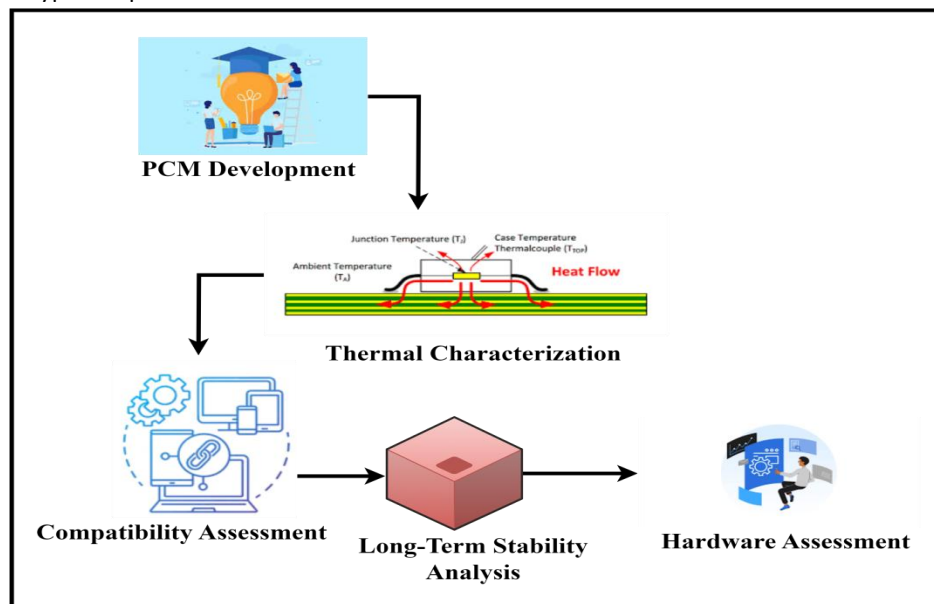 PCM Development
Junction Temperature (TJ)
Case Temperature
Thermalcouple (TTOP)
Ambient Temperature
(TA)
Heat Flow
Thermal Characterization
Compatibility Assessment
Long-Term Stability
Analysis
Hardware Assessment